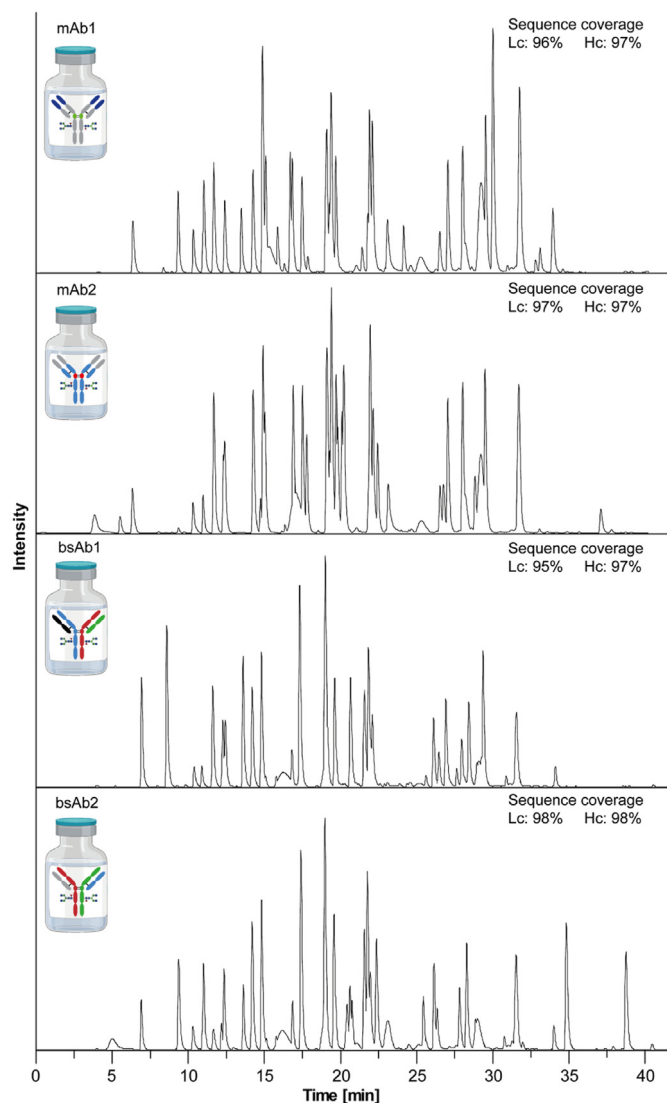 mAb1
Sequence coverage
Lc: 96% Hc: 97%
mAb2
Sequence coverage
Lc: 97% Hc: 97%
Intensity
bsAb1
Sequence coverage
Lc: 95% Hc: 97%
bsAb2
Sequence coverage
Lc: 98% Hc: 98%
0 5 10 15 20 25 30 35 40
Time [min]